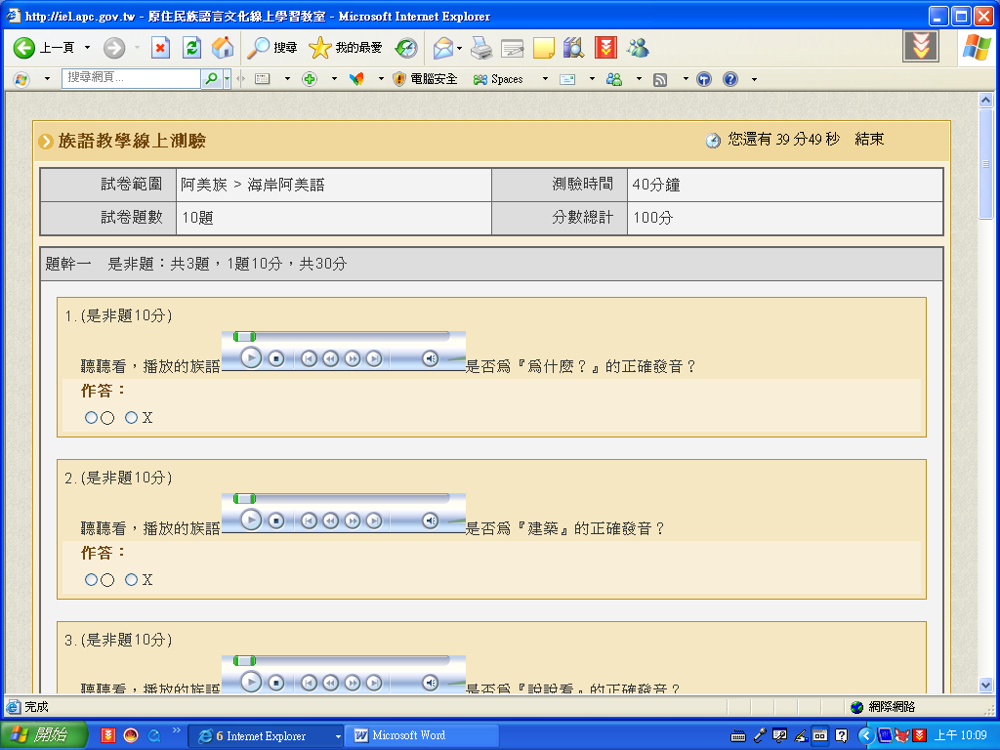 http://iel.apc.gov.tw - 原住民族語言文化線上學習教室 - Microsoft Internet Explorer
上一頁 搜尋 我的最愛
搜尋網頁... 電腦安全 Spaces
族語教學線上測驗 您還有 39 分49 秒 結束
試卷範圍 阿美族 > 海岸阿美語 測驗時間 40分鐘
試卷題數 10題 分數總計 100分
題幹一 是非題：共3題，1題10分，共30分
1.(是非題10分)
聽聽看，播放的族語 是否為『為什麼？』的正確發音？
作答：
○ X
2.(是非題10分)
聽聽看，播放的族語 是否為『建築』的正確發音？
作答：
○ X
3.(是非題10分)
聽聽看，播放的族語 是否為『說說看』的正確發音？
完成 網際網路
開始 6 Internet Explorer Microsoft Word 上午 10:09